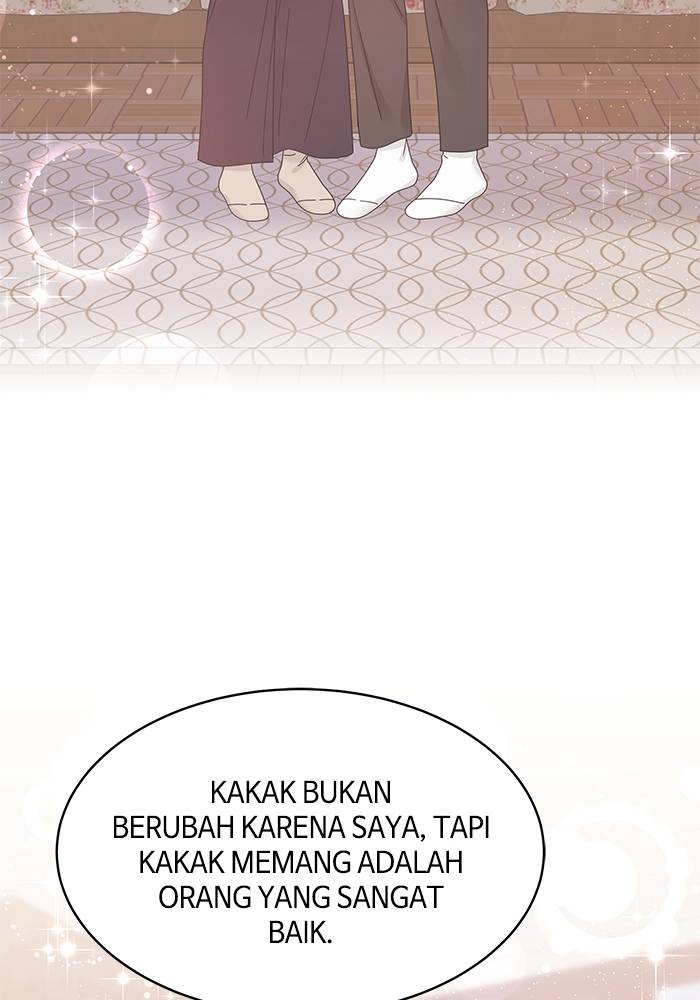 KAKAK BUKAN
BERUBAH KARENA SAYA, TAPI
KAKAK MEMANG ADALAH
ORANG YANG SANGAT
BAIK.